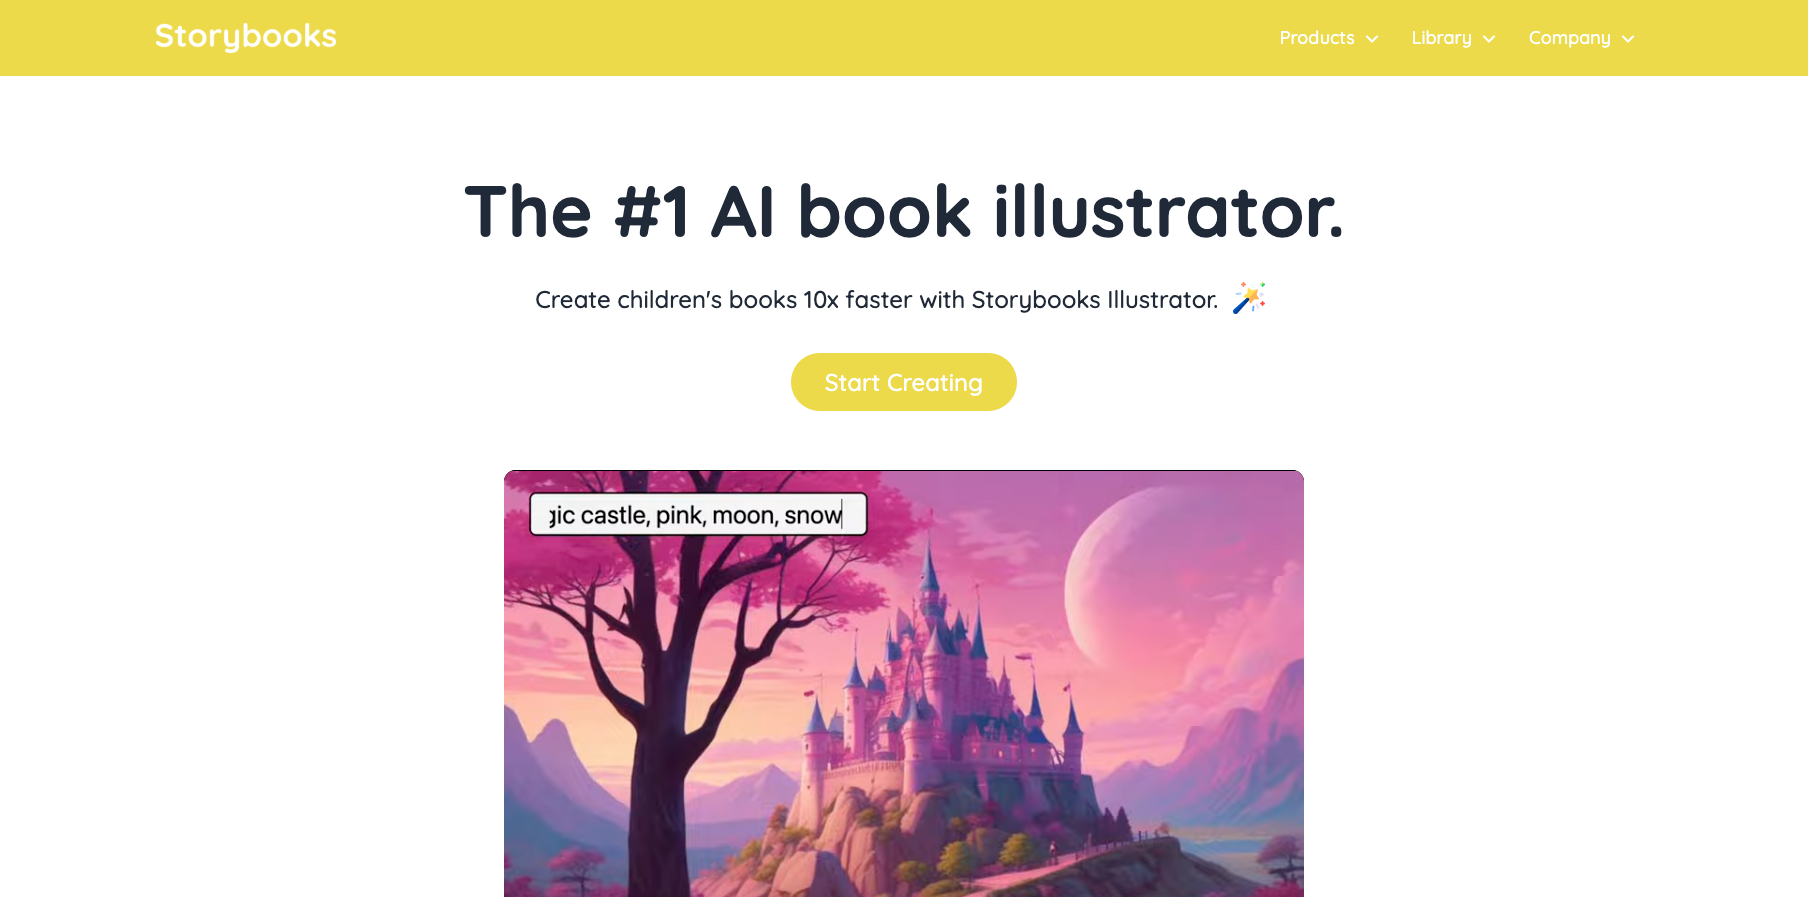 Storybooks
Products Library Company
The #1 AI book illustrator.
Create children's books 10x faster with Storybooks Illustrator.
Start Creating
gic castle, pink, moon, snow